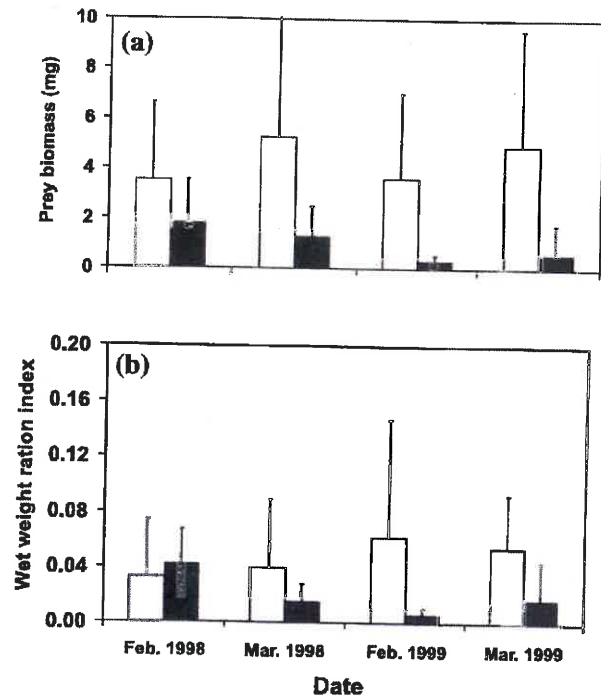 (a)
Prey biomass (mg)
10
8
6
4
2
0
(b)
Wet weight ration index
0.20
0.16
0.12
0.08
0.04
0.00
Feb. 1998 Mar. 1998 Feb. 1999 Mar. 1999
Date